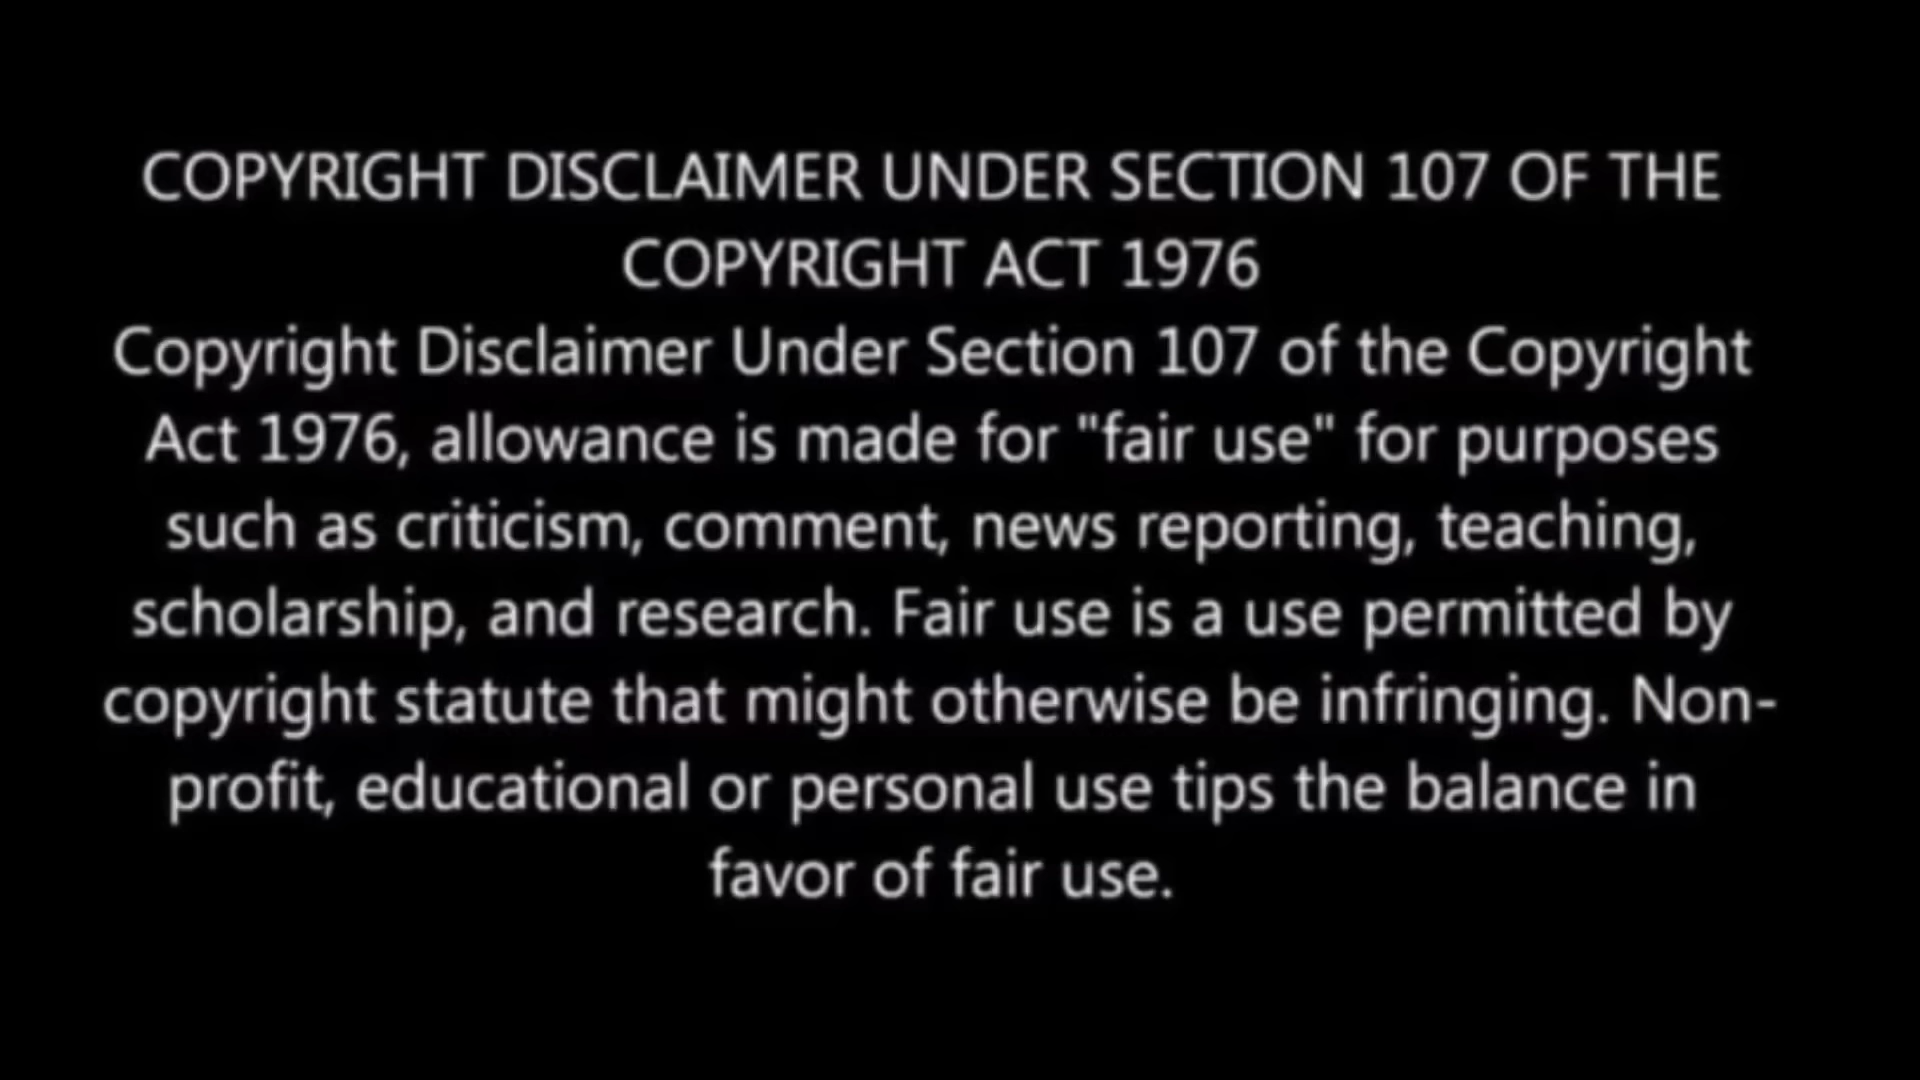 COPYRIGHT DISCLAIMER UNDER SECTION 107 OF THE
COPYRIGHT ACT 1976
Copyright Disclaimer Under Section 107 of the Copyright
Act 1976, allowance is made for "fair use" for purposes
such as criticism, comment, news reporting, teaching,
scholarship, and research. Fair use is a use permitted by
copyright statute that might otherwise be infringing. Non-
profit, educational or personal use tips the balance in
favor of fair use.